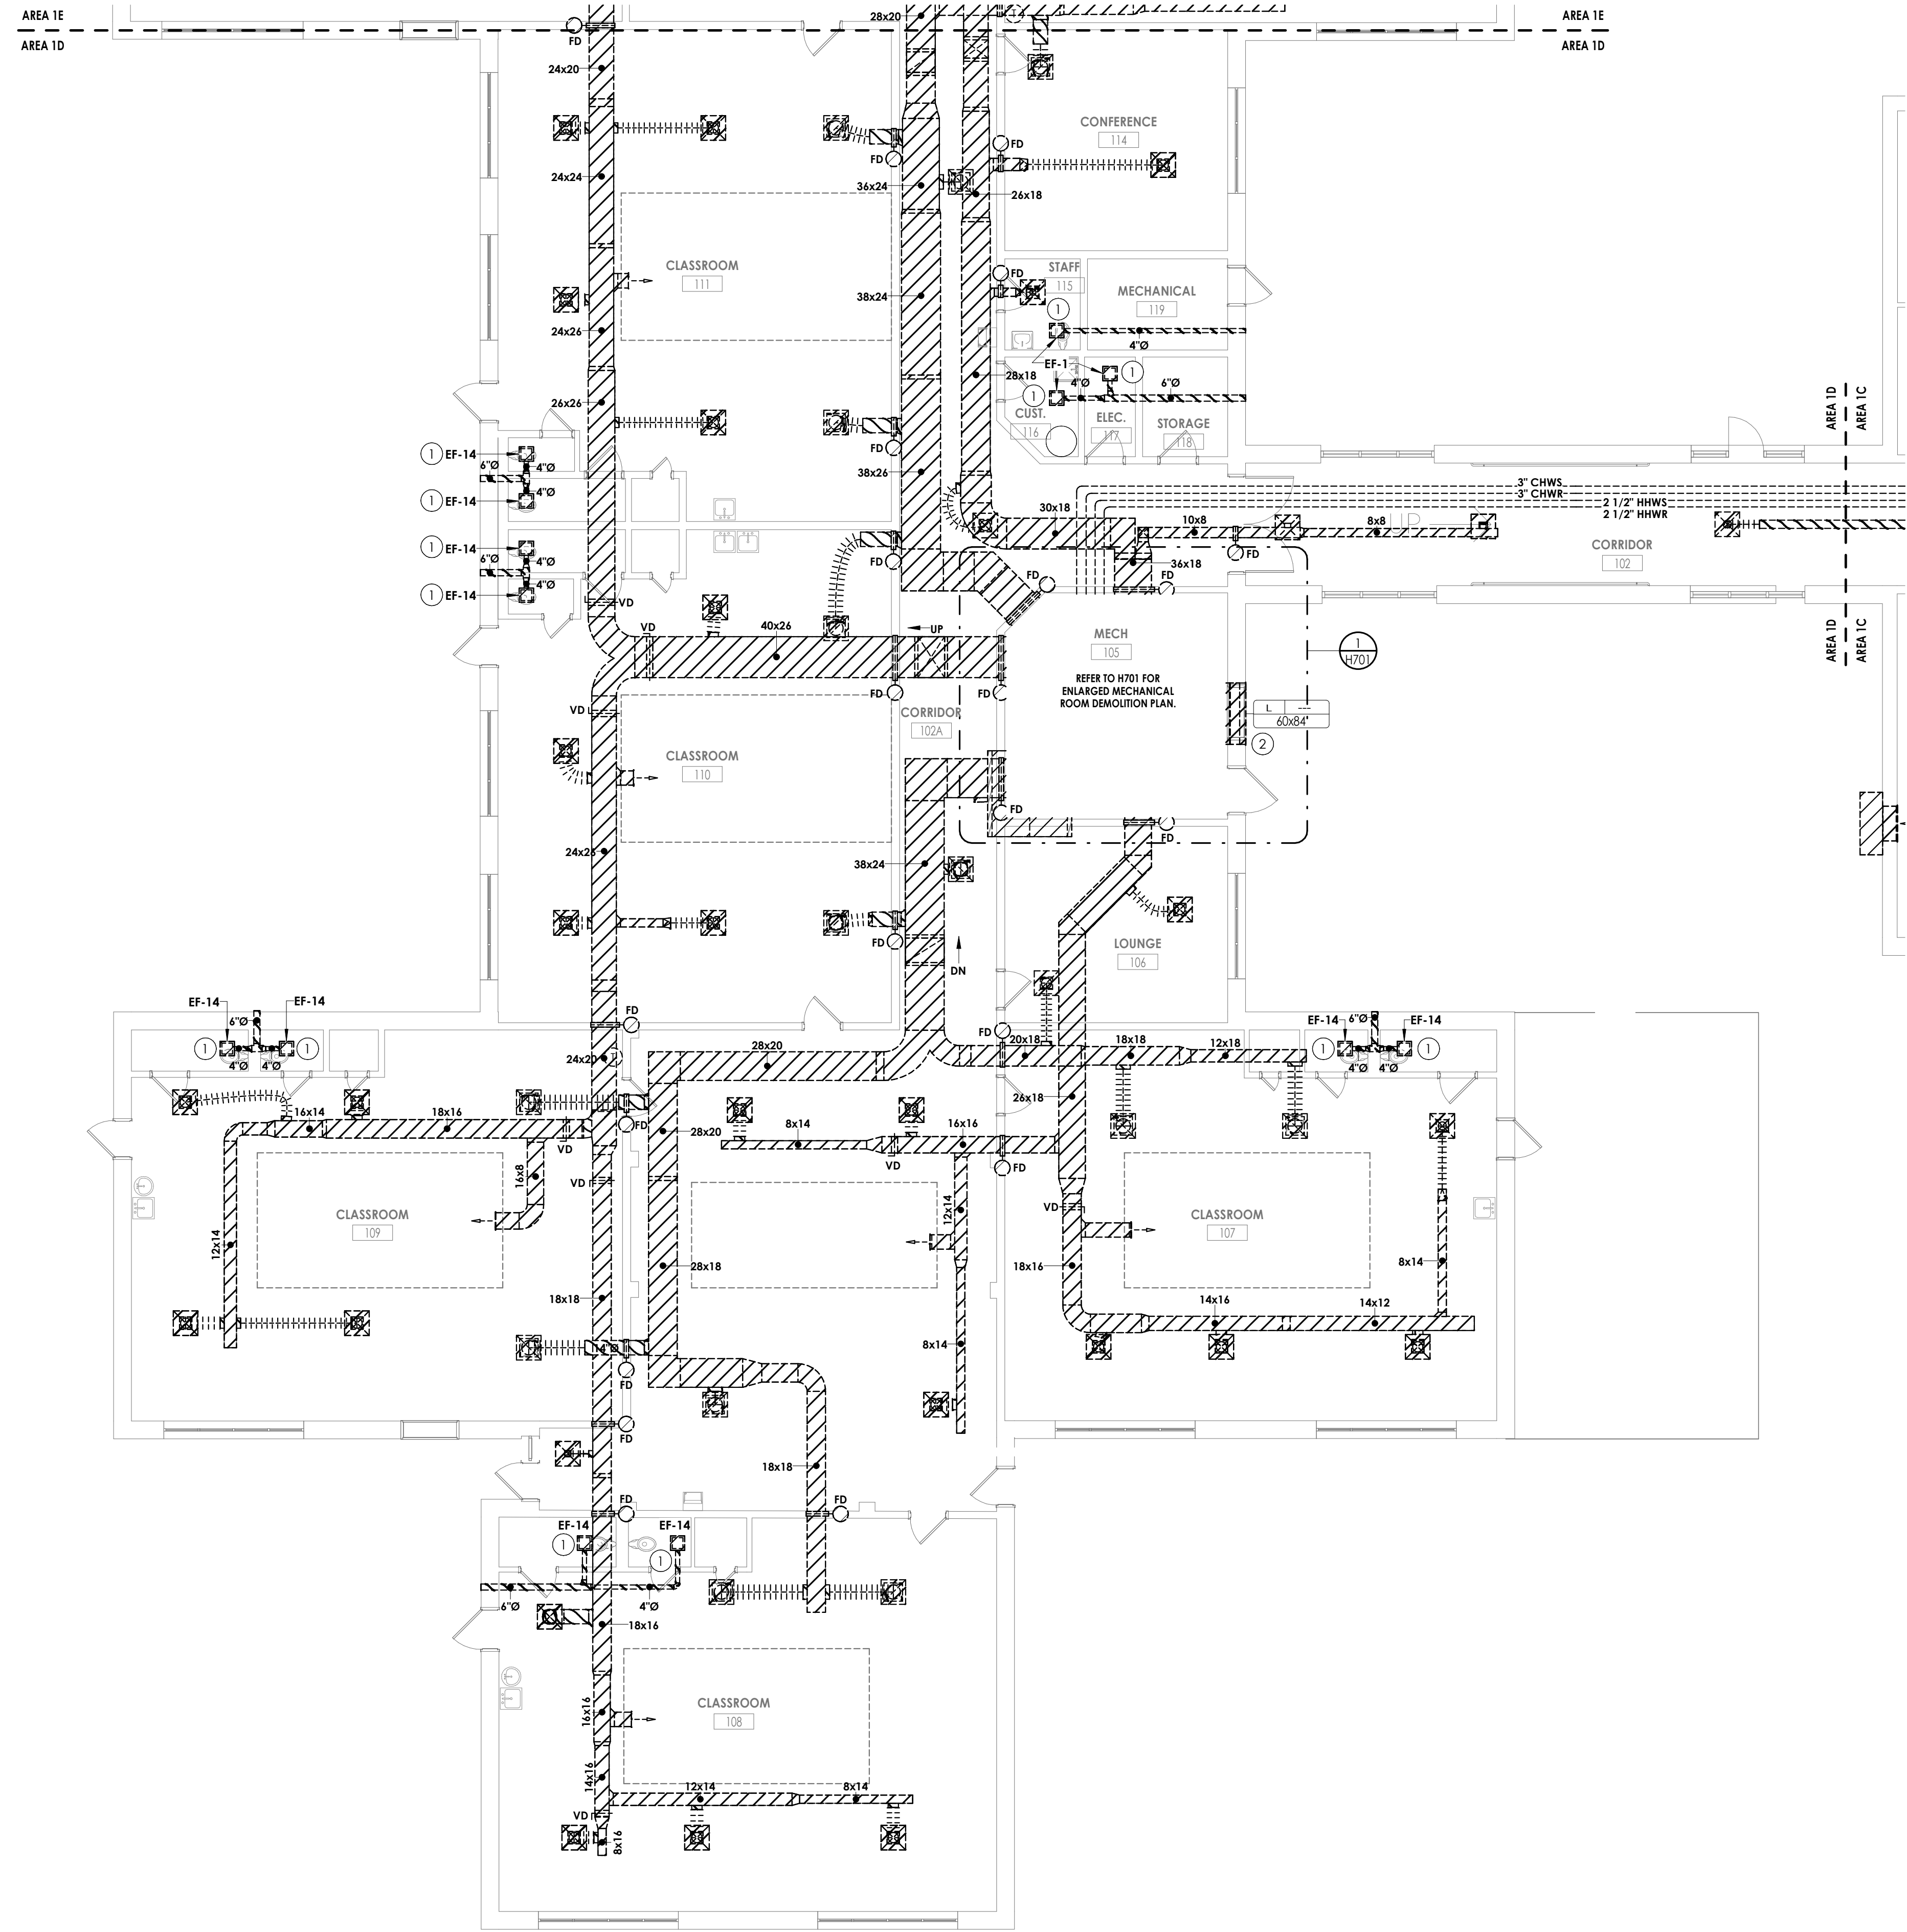 AREA 1E
AREA 1D
AREA 1E
AREA 1D
FD
24x20
28x20
CONFERENCE
114
FD
FD
24x24
36x24
26x18
CLASSROOM
111
STAFF
115
FD
MECHANICAL
119
38x24
1
4"Ø
24x26
EF-1
28x18
1
4"Ø
6"Ø
1
26x26
CUST.
116
ELEC.
117
STORAGE
118
AREA 1D
AREA 1C
FD
38x26
1
EF-14
6"Ø
4"Ø
4"Ø
1
EF-14
3" CHWS
3" CHWR
2 1/2" HHWS
2 1/2" HHWR
30x18
10x8
8x8
UP
CORRIDOR
102
1
EF-14
6"Ø
4"Ø
4"Ø
1
EF-14
FD
FD
36x18
FD
FD
VD
VD
40x26
UP
MECH
105
REFER TO H701 FOR
ENLARGED MECHANICAL
ROOM DEMOLITION PLAN.
1
H701
AREA 1D
AREA 1C
FD
FD
VD
CORRIDOR
102A
L
---
60x84
2
CLASSROOM
110
FD
FD
24x26
38x24
FD
DN
LOUNGE
106
EF-14
EF-14
6"Ø
1
1
4"Ø
4"Ø
FD
24x20
28x20
FD
20x18
18x18
12x18
EF-14
6"Ø
EF-14
1
1
4"Ø
4"Ø
16x14
18x16
VD
FD
28x20
8x14
16x16
VD
26x18
FD
VD
16x8
12x14
CLASSROOM
109
12x14
VD
CLASSROOM
107
28x18
18x16
8x14
18x18
14x16
14x12
4"Ø
FD
8x14
FD
18x18
FD
FD
EF-14
EF-14
1
1
6"Ø
4"Ø
18x16
CLASSROOM
108
16x16
14x16
12x14
8x14
VD
8x16